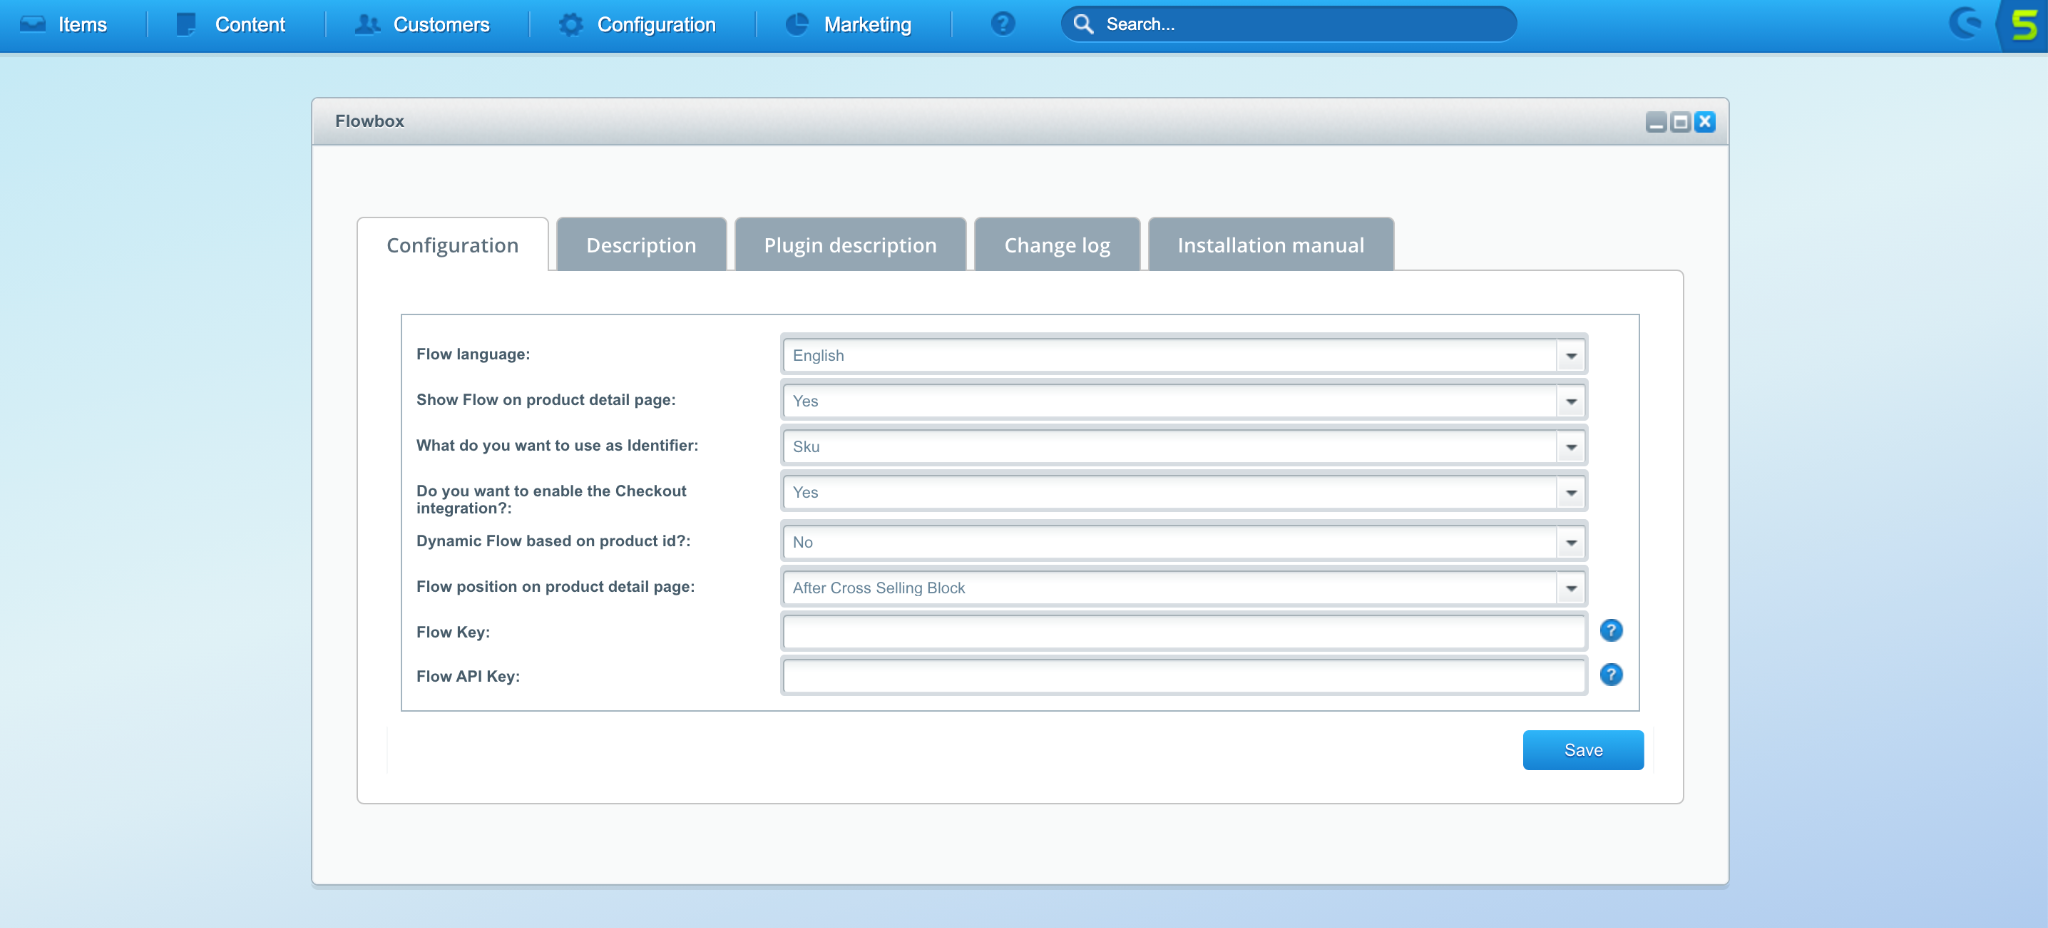 Items
Content
Customers
Configuration
Marketing
?
Search...
5
Flowbox
Configuration
Description
Plugin description
Change log
Installation manual
Flow language:
English
Show Flow on product detail page:
Yes
What do you want to use as Identifier:
Sku
Do you want to enable the Checkout
integration?:
Yes
Dynamic Flow based on product id?:
No
Flow position on product detail page:
After Cross Selling Block
Flow Key:
?
Flow API Key:
?
Save